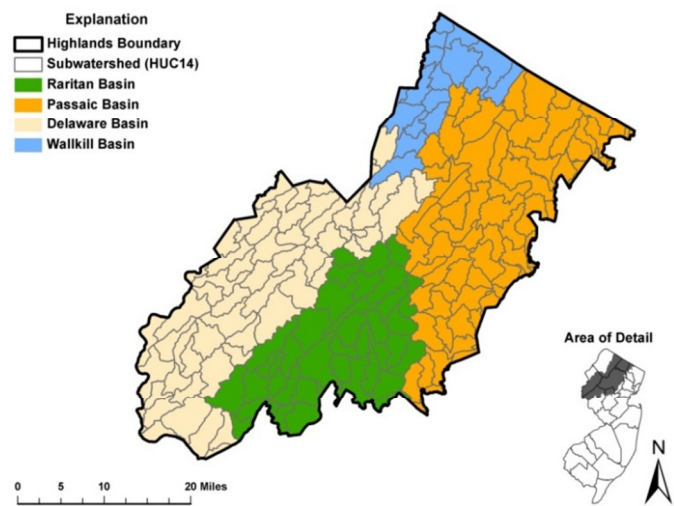 Explanation
Highlands Boundary
Subwatershed (HUC14)
Raritan Basin
Passaic Basin
Delaware Basin
Wallkill Basin
Area of Detail
N
0 5 10 20 Miles